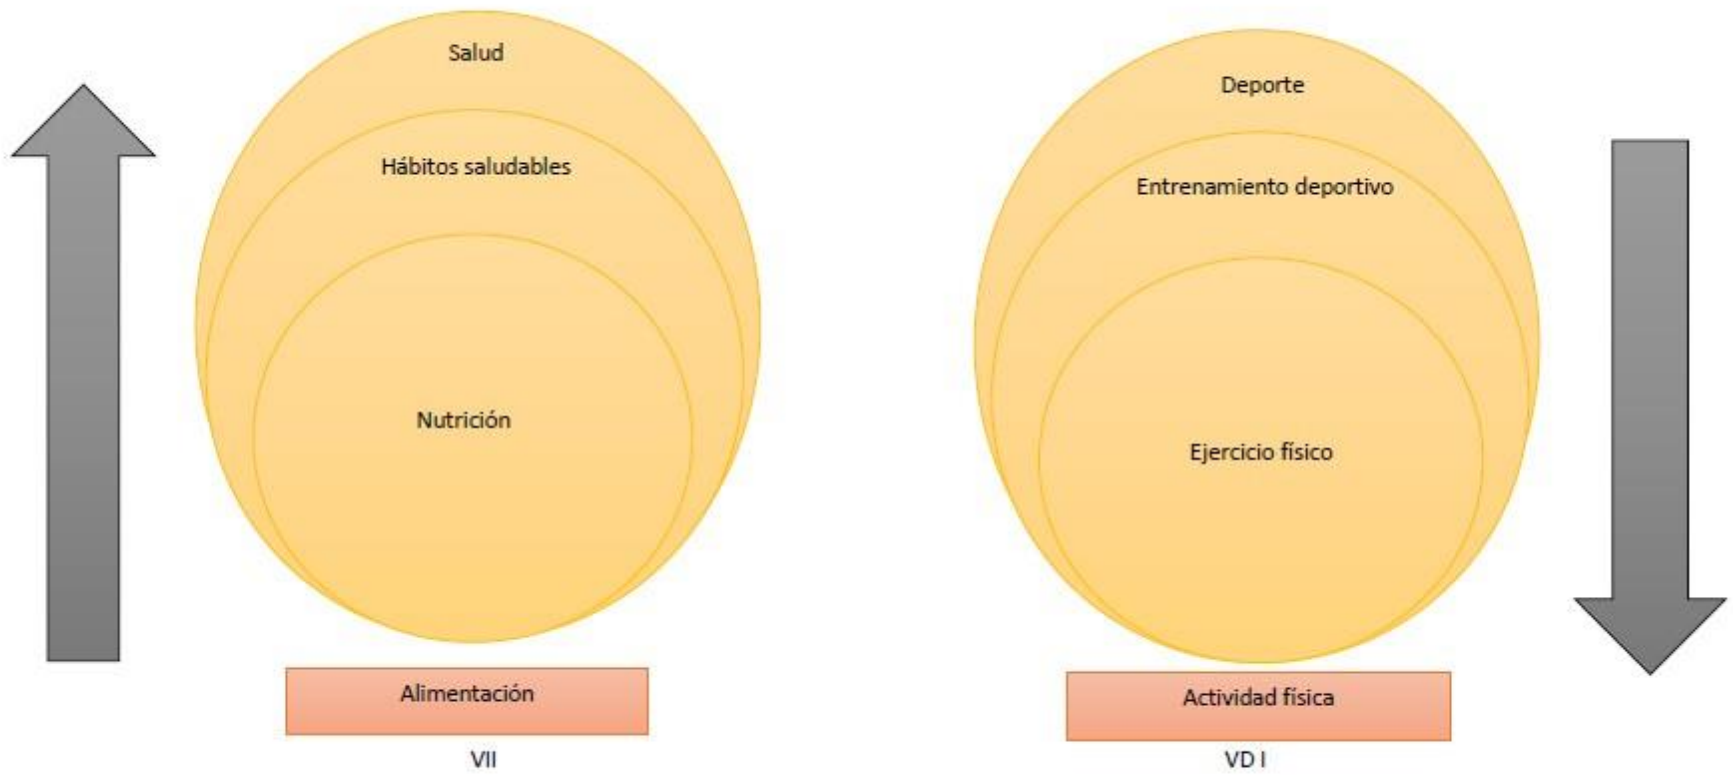 Salud
Hábitos saludables
Nutrición
Alimentación
VII
Deporte
Entrenamiento deportivo
Ejercicio físico
Actividad física
VD I